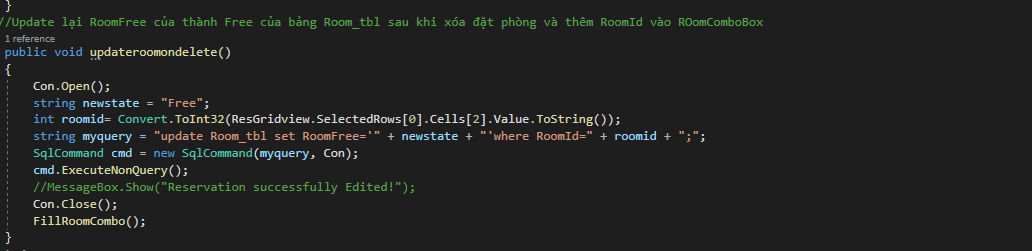 }
//Update lại RoomFree của thành Free của bảng Room_tbl sau khi xóa đặt phòng và thêm RoomId vào ROomComboBox
1 reference
public void updateroomondelete()
{
Con.Open();
string newstate = "Free";
int roomid= Convert.ToInt32(ResGridview.SelectedRows[0].Cells[2].Value.ToString());
string myquery = "update Room_tbl set RoomFree='" + newstate + "'where RoomId=" + roomid + ";";
SqlCommand cmd = new SqlCommand(myquery, Con);
cmd.ExecuteNonQuery();
//MessageBox.Show("Reservation successfully Edited!");
Con.Close();
FillRoomCombo();
}